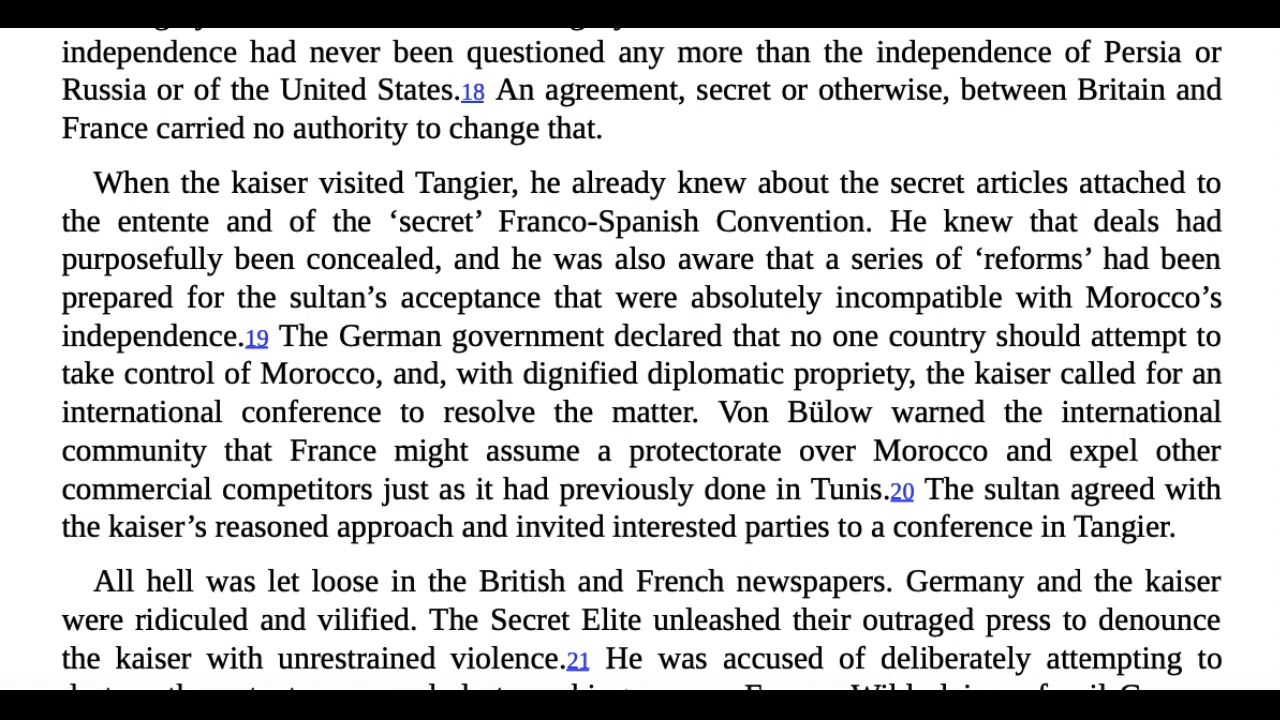 independence had never been questioned any more than the independence of Persia or
Russia or of the United States.18 An agreement, secret or otherwise, between Britain and
France carried no authority to change that.
When the kaiser visited Tangier, he already knew about the secret articles attached to
the entente and of the ‘secret’ Franco-Spanish Convention. He knew that deals had
purposefully been concealed, and he was also aware that a series of ‘reforms’ had been
prepared for the sultan’s acceptance that were absolutely incompatible with Morocco’s
independence.19 The German government declared that no one country should attempt to
take control of Morocco, and, with dignified diplomatic propriety, the kaiser called for an
international conference to resolve the matter. Von Bülow warned the international
community that France might assume a protectorate over Morocco and expel other
commercial competitors just as it had previously done in Tunis.20 The sultan agreed with
the kaiser’s reasoned approach and invited interested parties to a conference in Tangier.
All hell was let loose in the British and French newspapers. Germany and the kaiser
were ridiculed and vilified. The Secret Elite unleashed their outraged press to denounce
the kaiser with unrestrained violence.21 He was accused of deliberately attempting to